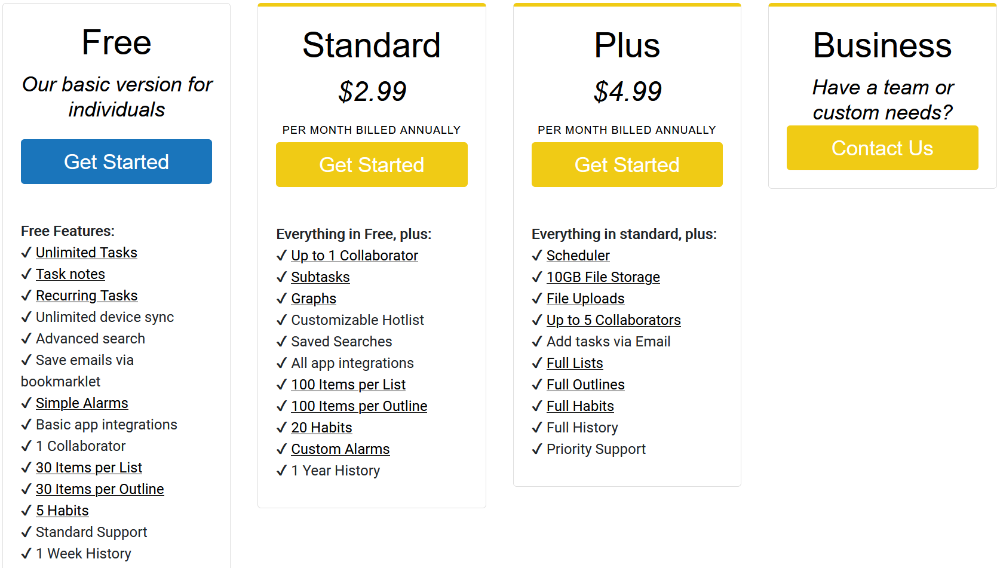 Free
Our basic version for
individuals
Get Started
Free Features:
✓ Unlimited Tasks
✓ Task notes
✓ Recurring Tasks
✓ Unlimited device sync
✓ Advanced search
✓ Save emails via
bookmarklet
✓ Simple Alarms
✓ Basic app integrations
✓ 1 Collaborator
✓ 30 Items per List
✓ 30 Items per Outline
✓ 5 Habits
✓ Standard Support
✓ 1 Week History
Standard
$2.99
PER MONTH BILLED ANNUALLY
Get Started
Everything in Free, plus:
✓ Up to 1 Collaborator
✓ Subtasks
✓ Graphs
✓ Customizable Hotlist
✓ Saved Searches
✓ All app integrations
✓ 100 Items per List
✓ 100 Items per Outline
✓ 20 Habits
✓ Custom Alarms
✓ 1 Year History
Plus
$4.99
PER MONTH BILLED ANNUALLY
Get Started
Everything in standard, plus:
✓ Scheduler
✓ 10GB File Storage
✓ File Uploads
✓ Up to 5 Collaborators
✓ Add tasks via Email
✓ Full Lists
✓ Full Outlines
✓ Full Habits
✓ Full History
✓ Priority Support
Business
Have a team or
custom needs?
Contact Us